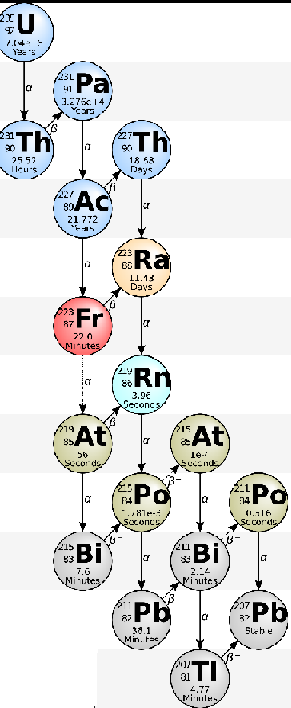 U
92
Years
α
231
Pa
91
3.276e+4
Years
β
231
Th
90
25.52
Hours
α
227
Th
90
18.68
Days
β
227
Ac
89
21.772
Years
α
α
223
Ra
88
11.43
Days
β
223
Fr
87
22.0
Minutes
α
α
219
Rn
86
3.96
Seconds
β
219
At
85
56
Seconds
α
215
At
85
1e-4
Seconds
β⁻
α
α
215
Po
84
1.781e-3
Seconds
β⁻
211
Po
84
0.516
Seconds
β⁻
215
Bi
83
7.6
Minutes
α
211
Bi
83
2.14
Minutes
β⁻
α
α
211
Pb
82
36.1
Minutes
207
Pb
82
Stable
β⁻
207
Tl
81
4.77
Minutes